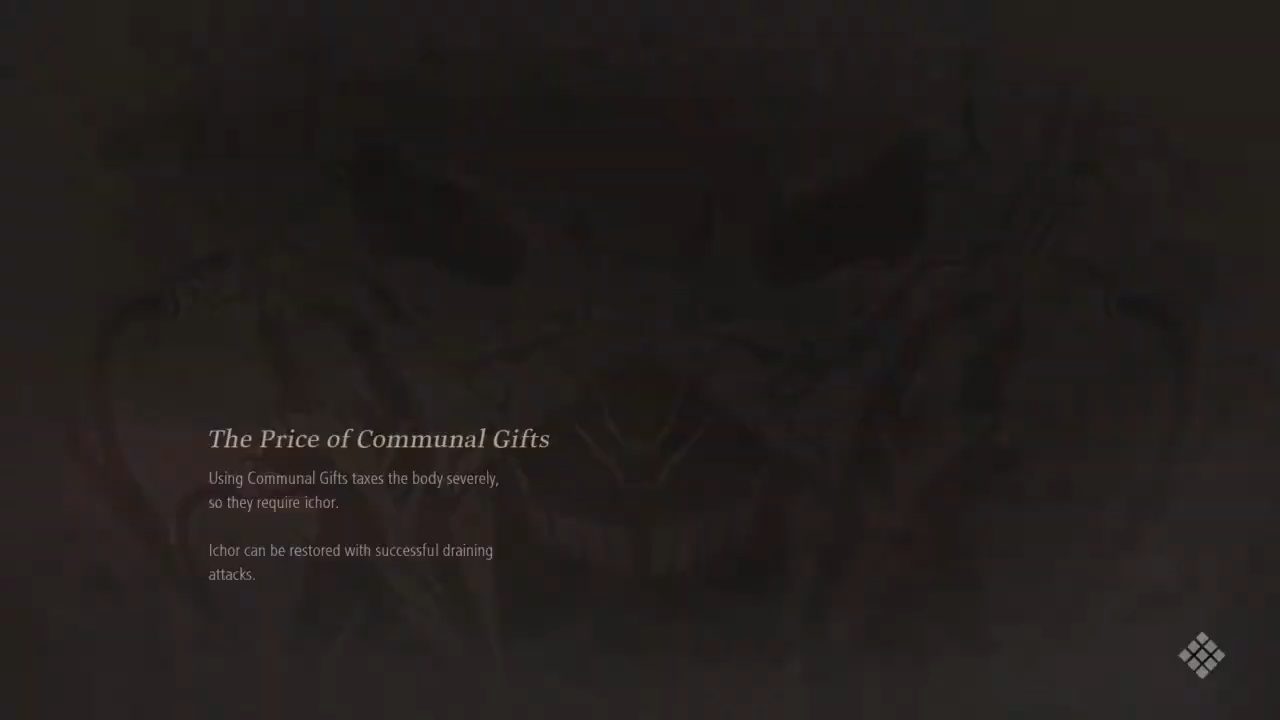 The Price of Communal Gifts
Using Communal Gifts taxes the body severely,
so they require ichor.
Ichor can be restored with successful draining
attacks.